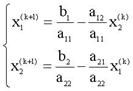 x₁⁽ᵏ⁺¹⁾ = b₁/a₁₁ − a₁₂/a₁₁ x₂⁽ᵏ⁾
x₂⁽ᵏ⁺¹⁾ = b₂/a₂₂ − a₂₁/a₂₂ x₁⁽ᵏ⁾